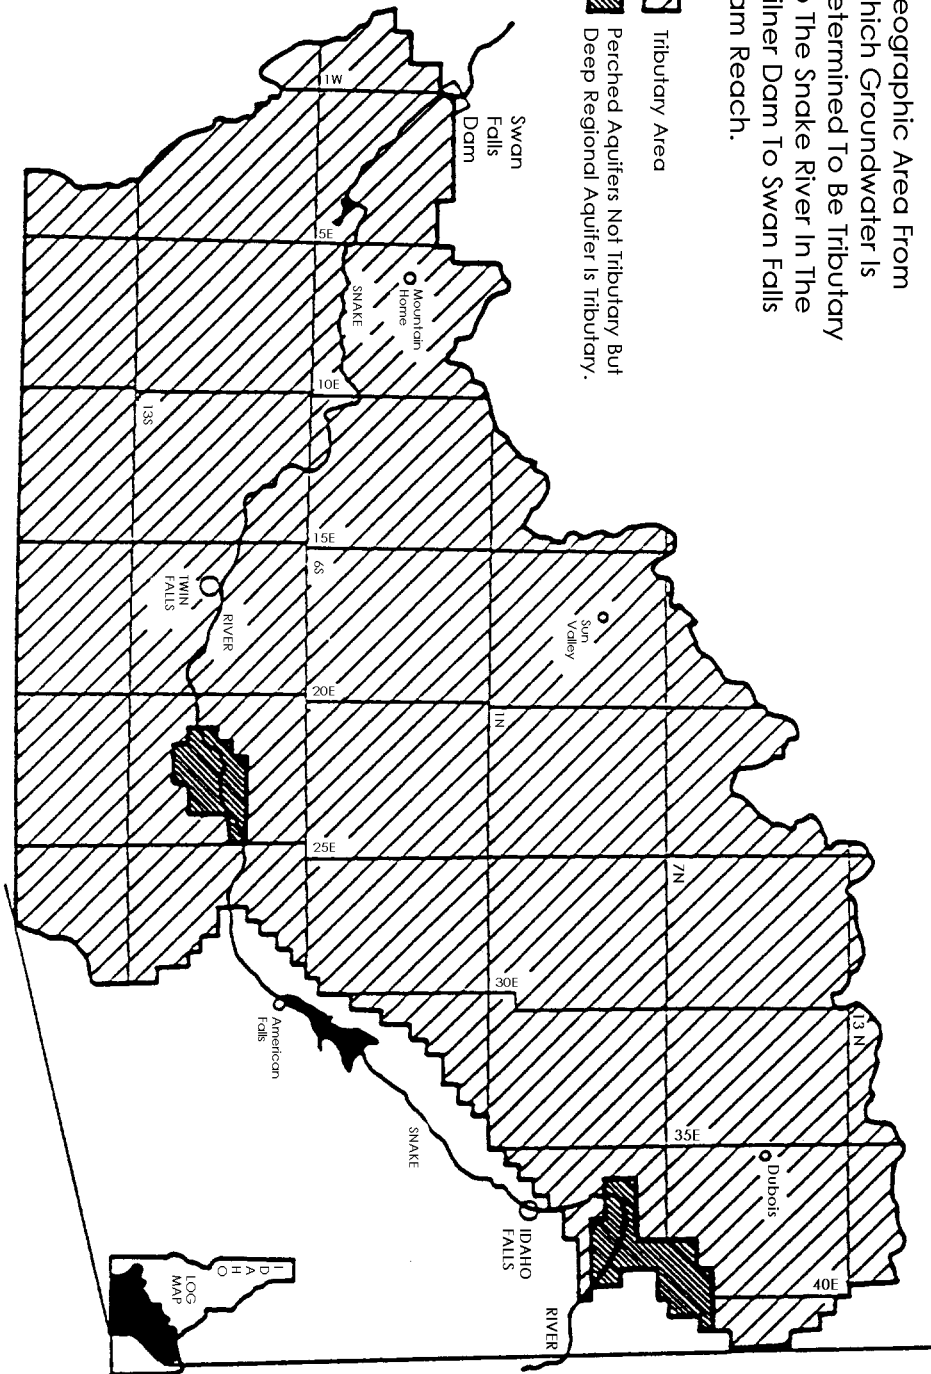 eographic Area From
hich Groundwater Is
etermined To Be Tributary
o The Snake River In The
ilner Dam To Swan Falls
am Reach.
Tributary Area
Perched Aquifers Not Tributary But
Deep Regional Aquifer Is Tributary.
Swan
Falls
Dam
1W
5E
Mountain
Home
SNAKE
10E
13S
15E
6S
TWIN
FALLS
RIVER
Sun
Valley
20E
1N
25E
7N
30E
13 N
American
Falls
SNAKE
35E
Dubois
IDAHO
FALLS
40E
RIVER
I
D
A
H
O
LOG
MAP